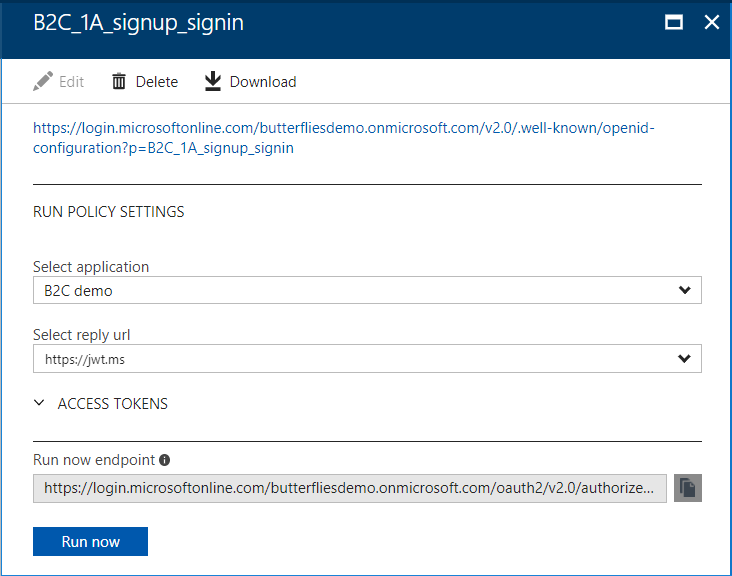 B2C_1A_signup_signin
Edit Delete Download
https://login.microsoftonline.com/butterfliesdemo.onmicrosoft.com/v2.0/.well-known/openid-
configuration?p=B2C_1A_signup_signin
RUN POLICY SETTINGS
Select application
B2C demo
Select reply url
https://jwt.ms
ACCESS TOKENS
Run now endpoint
https://login.microsoftonline.com/butterfliesdemo.onmicrosoft.com/oauth2/v2.0/authorize...
Run now